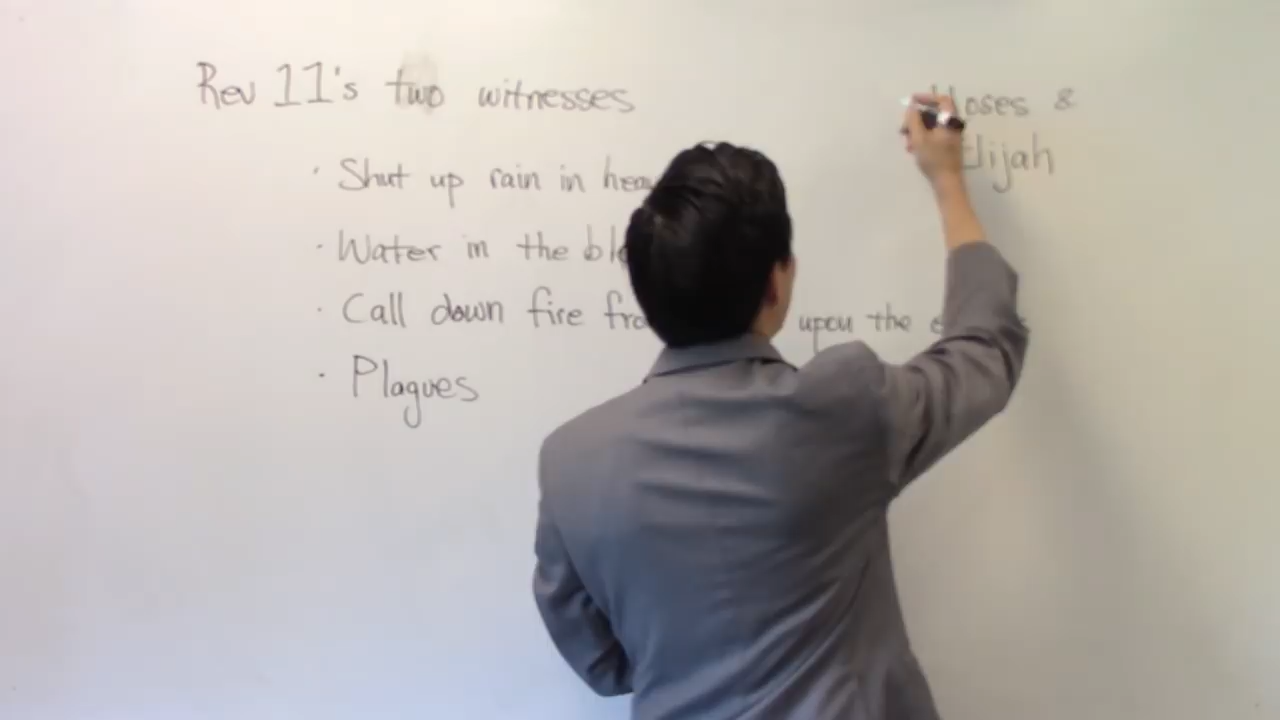 Rev 11's two witnesses
Moses &
Elijah
· Shut up rain in
· Water in the
· Call down fire upon the
· Plagues